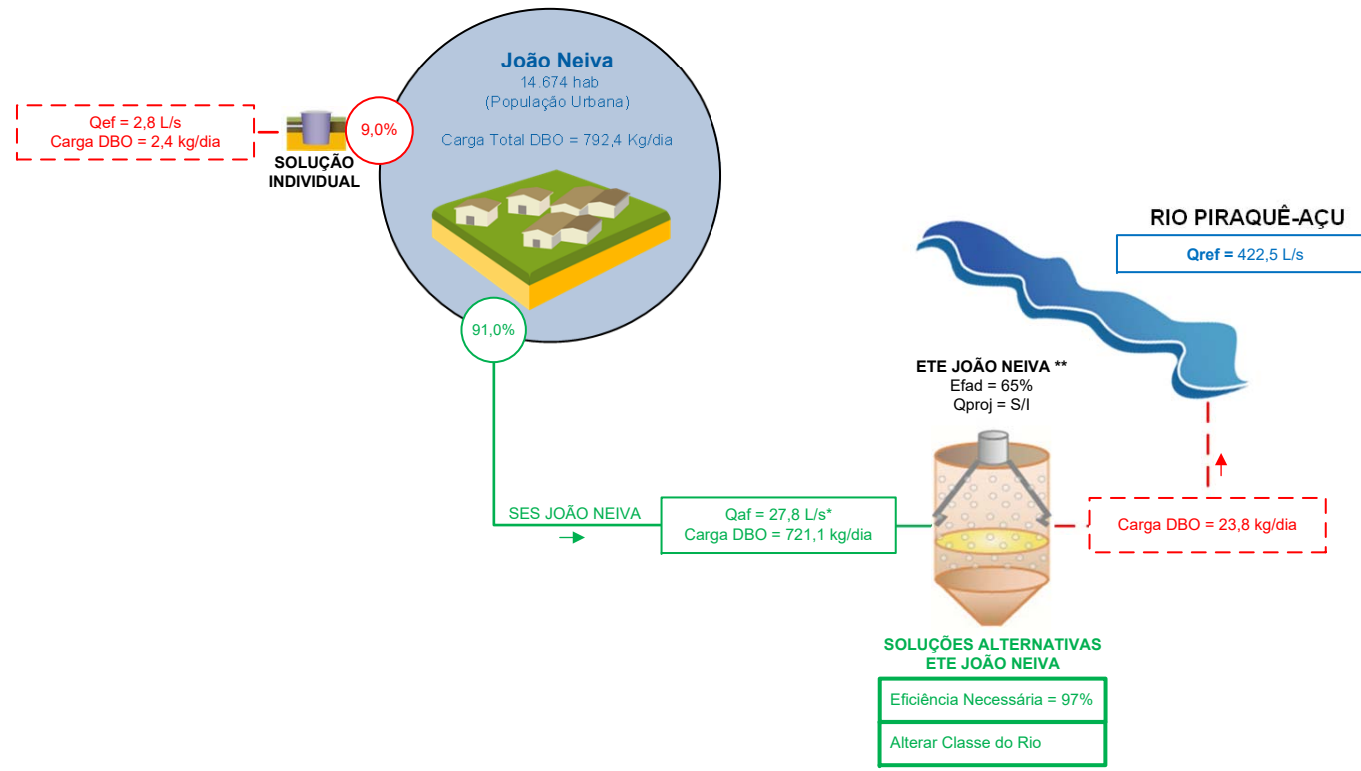 João Neiva
14.674 hab
(População Urbana)
Carga Total DBO = 792,4 Kg/dia
Qef = 2,8 L/s
Carga DBO = 2,4 kg/dia
9,0%
SOLUÇÃO
INDIVIDUAL
91,0%
RIO PIRAQUÊ-AÇU
Qref = 422,5 L/s
ETE JOÃO NEIVA **
Efad = 65%
Qproj = S/I
SES JOÃO NEIVA
Qaf = 27,8 L/s*
Carga DBO = 721,1 kg/dia
Carga DBO = 23,8 kg/dia
SOLUÇÕES ALTERNATIVAS
ETE JOÃO NEIVA
Eficiência Necessária = 97%
Alterar Classe do Rio